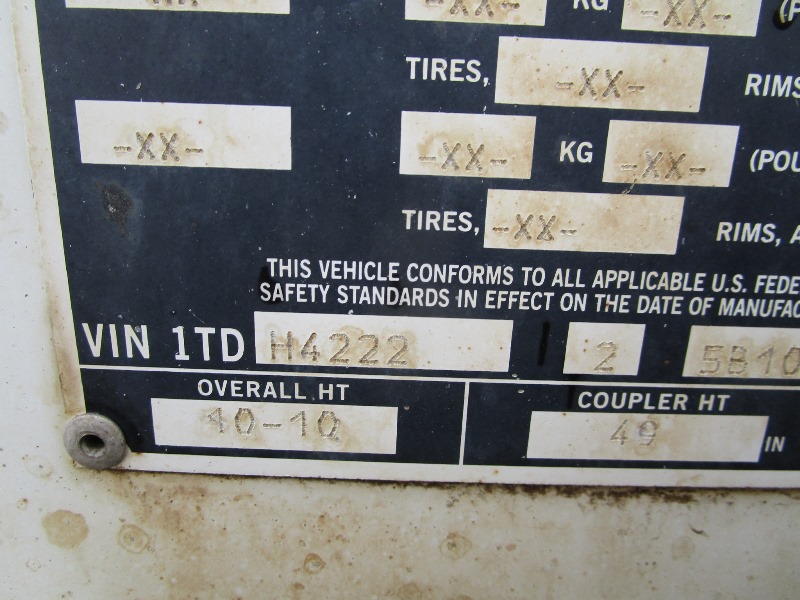 -XX- KG -XX- (P
TIRES, -XX- RIMS
-XX- -XX- KG -XX- (POU
TIRES, -XX- RIMS, A
THIS VEHICLE CONFORMS TO ALL APPLICABLE U.S. FEDE
SAFETY STANDARDS IN EFFECT ON THE DATE OF MANUFAC
VIN 1TD H4222 2 5B10
OVERALL HT COUPLER HT
10-10 49 IN